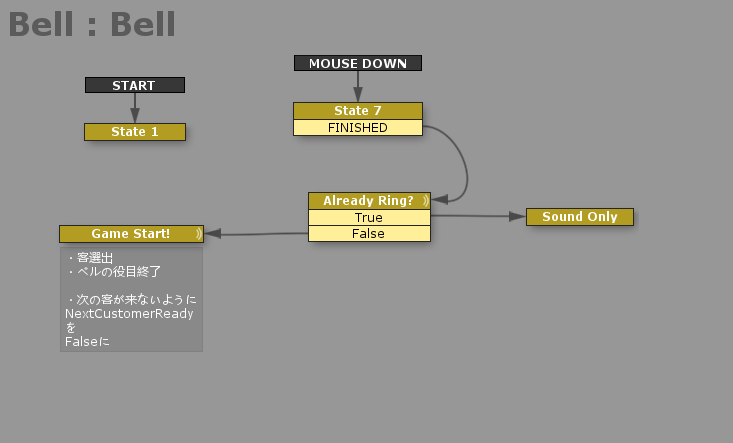 Bell : Bell
MOUSE DOWN
START
State 7
FINISHED
State 1
Already Ring?
True
False
Sound Only
Game Start!
・客選出
・ベルの役目終了
・次の客が来ないように
NextCustomerReady
を
Falseに